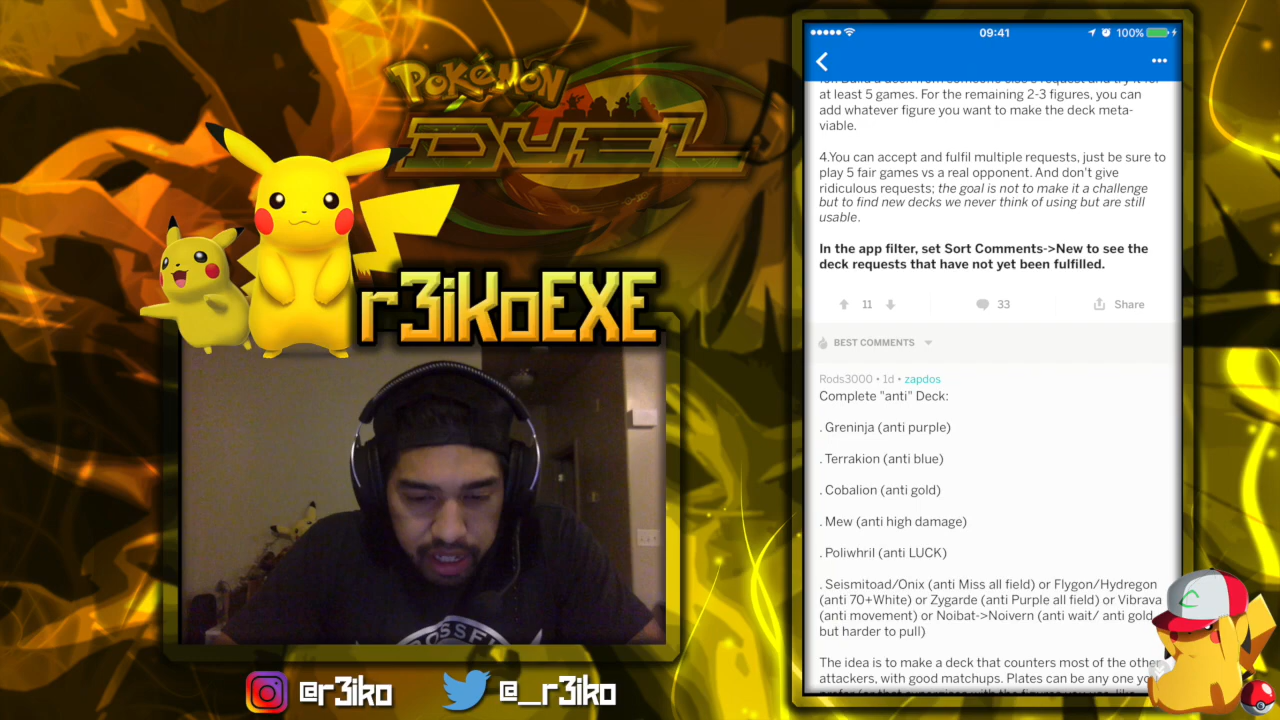 POKÉMON
DUEL
r3iKoEXE
@r3iko
@_r3iko
OSSFI
09:41
100%
at least 5 games. For the remaining 2-3 figures, you can
add whatever figure you want to make the deck meta-
viable.
4.You can accept and fulfil multiple requests, just be sure to
play 5 fair games vs a real opponent. And don't give
ridiculous requests; the goal is not to make it a challenge
but to find new decks we never think of using but are still
usable.
In the app filter, set Sort Comments->New to see the
deck requests that have not yet been fulfilled.
11
33
Share
BEST COMMENTS
Rods3000 • 1d • zapdos
Complete "anti" Deck:
. Greninja (anti purple)
. Terrakion (anti blue)
. Cobalion (anti gold)
. Mew (anti high damage)
. Poliwhril (anti LUCK)
. Seismitoad/Onix (anti Miss all field) or Flygon/Hydregon
(anti 70+White) or Zygarde (anti Purple all field) or Vibrava
(anti movement) or Noibat->Noivern (anti wait/ anti gold
but harder to pull)
The idea is to make a deck that counters most of the other
attackers, with good matchups. Plates can be any one